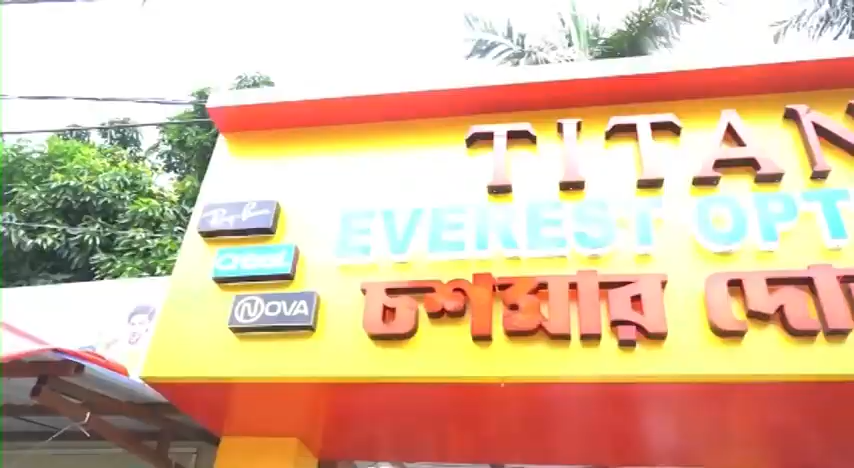 TITAN
EVEREST OPT
চশমার দো
Ray-Ban
Crizal
NOVA